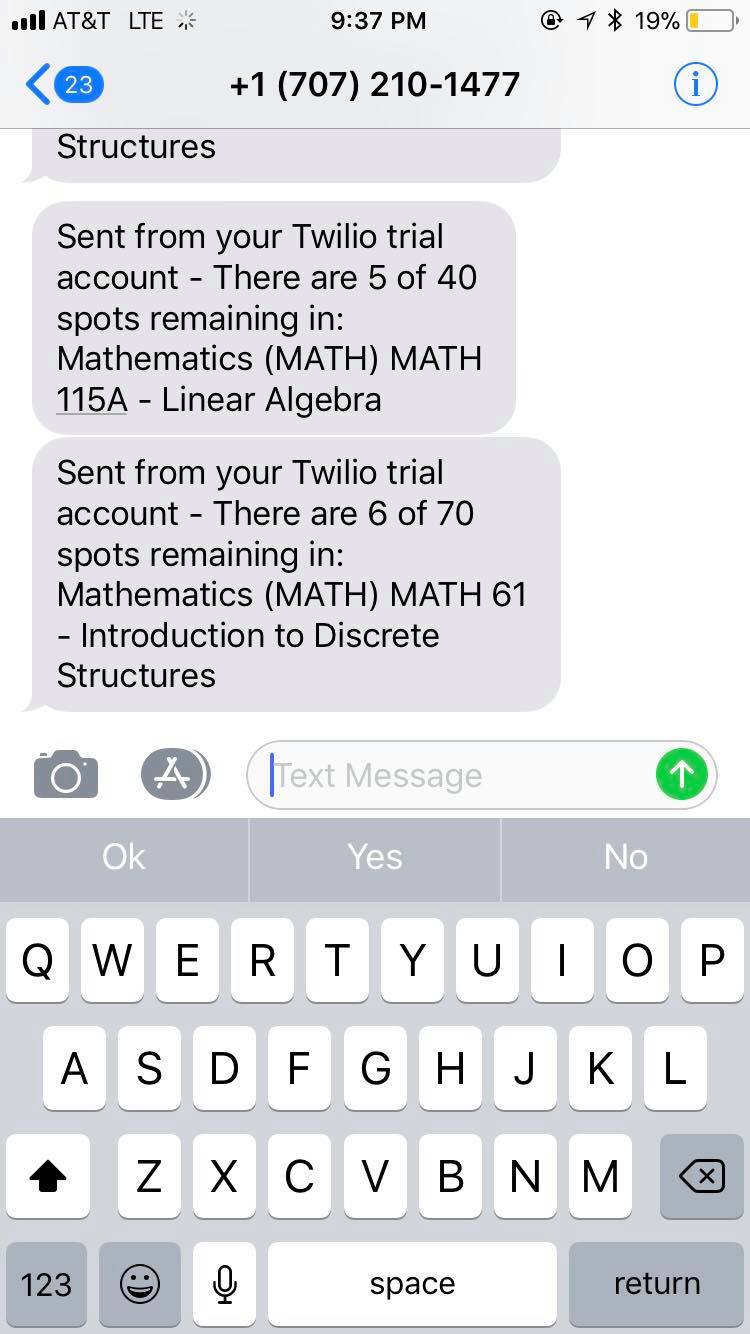 AT&T LTE 9:37 PM 19%
23 +1 (707) 210-1477
Structures
Sent from your Twilio trial
account - There are 5 of 40
spots remaining in:
Mathematics (MATH) MATH
115A - Linear Algebra
Sent from your Twilio trial
account - There are 6 of 70
spots remaining in:
Mathematics (MATH) MATH 61
- Introduction to Discrete
Structures
Text Message
Ok Yes No
Q W E R T Y U I O P
A S D F G H J K L
Z X C V B N M
123 space return